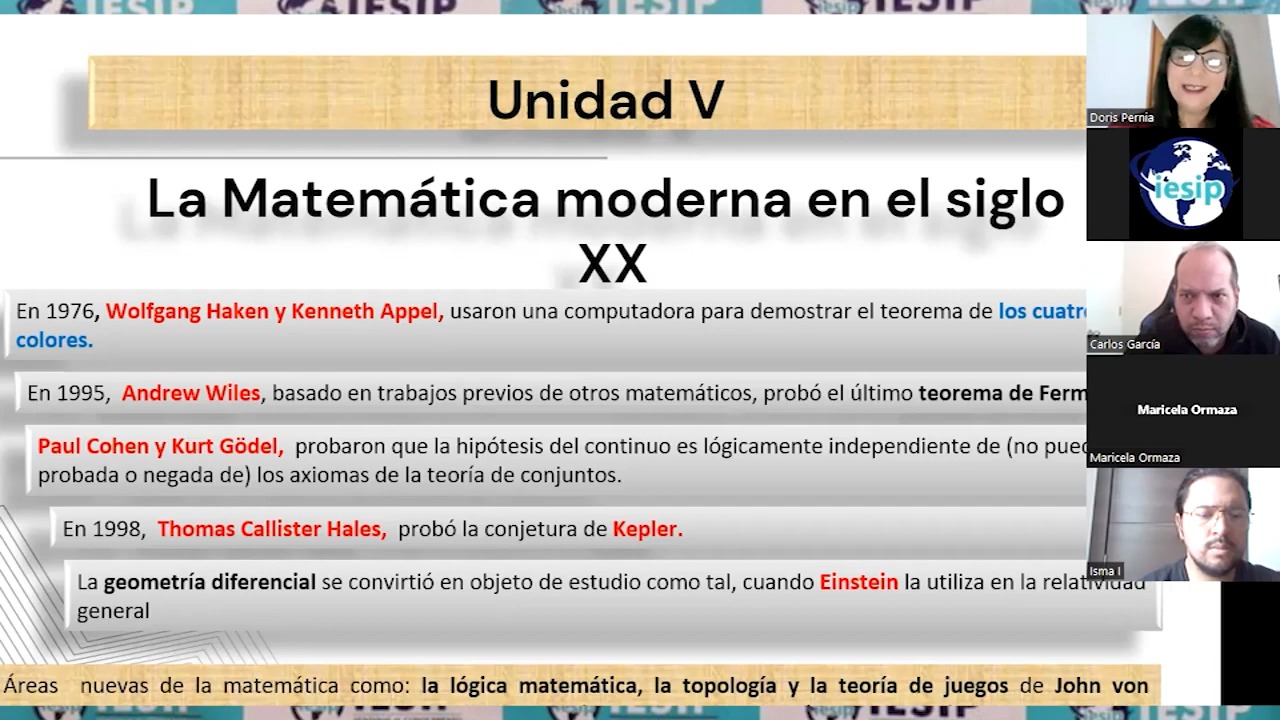 IESIP
IESIP
IESIP
Unidad V
La Matemática moderna en el siglo
XX
En 1976, Wolfgang Haken y Kenneth Appel, usaron una computadora para demostrar el teorema de los cuatro
colores.
En 1995, Andrew Wiles, basado en trabajos previos de otros matemáticos, probó el último teorema de Ferm
Paul Cohen y Kurt Gödel, probaron que la hipótesis del continuo es lógicamente independiente de (no pued
probada o negada de) los axiomas de la teoría de conjuntos.
En 1998, Thomas Callister Hales, probó la conjetura de Kepler.
La geometría diferencial se convirtió en objeto de estudio como tal, cuando Einstein la utiliza en la relatividad
general
Áreas nuevas de la matemática como: la lógica matemática, la topología y la teoría de juegos de John von
Doris Pernia
iesip
Carlos García
Maricela Ormaza
Maricela Ormaza
Isma I
IESIP
IESIP
IESIP